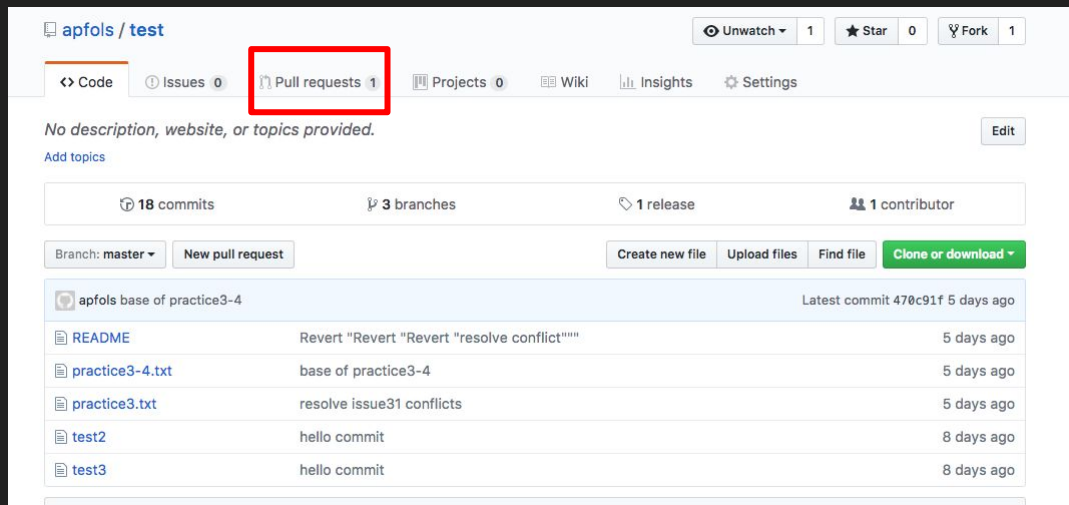 apfols / test
Unwatch 1 Star 0 Fork 1
Code Issues 0 Pull requests 1 Projects 0 Wiki Insights Settings
No description, website, or topics provided. Edit
Add topics
18 commits 3 branches 1 release 1 contributor
Branch: master New pull request Create new file Upload files Find file Clone or download
apfols base of practice3-4 Latest commit 470c91f 5 days ago
README Revert "Revert "Revert "resolve conflict""" 5 days ago
practice3-4.txt base of practice3-4 5 days ago
practice3.txt resolve issue31 conflicts 5 days ago
test2 hello commit 8 days ago
test3 hello commit 8 days ago